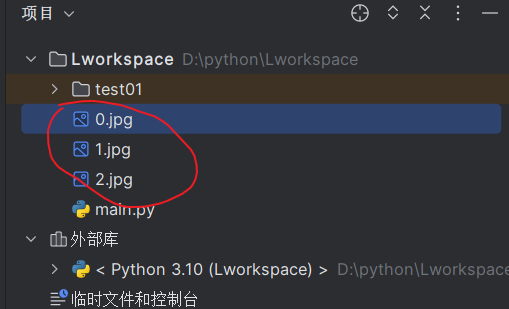 项目
Lworkspace D:\python\Lworkspace
test01
0.jpg
1.jpg
2.jpg
main.py
外部库
< Python 3.10 (Lworkspace) > D:\python\Lworkspace
临时文件和控制台